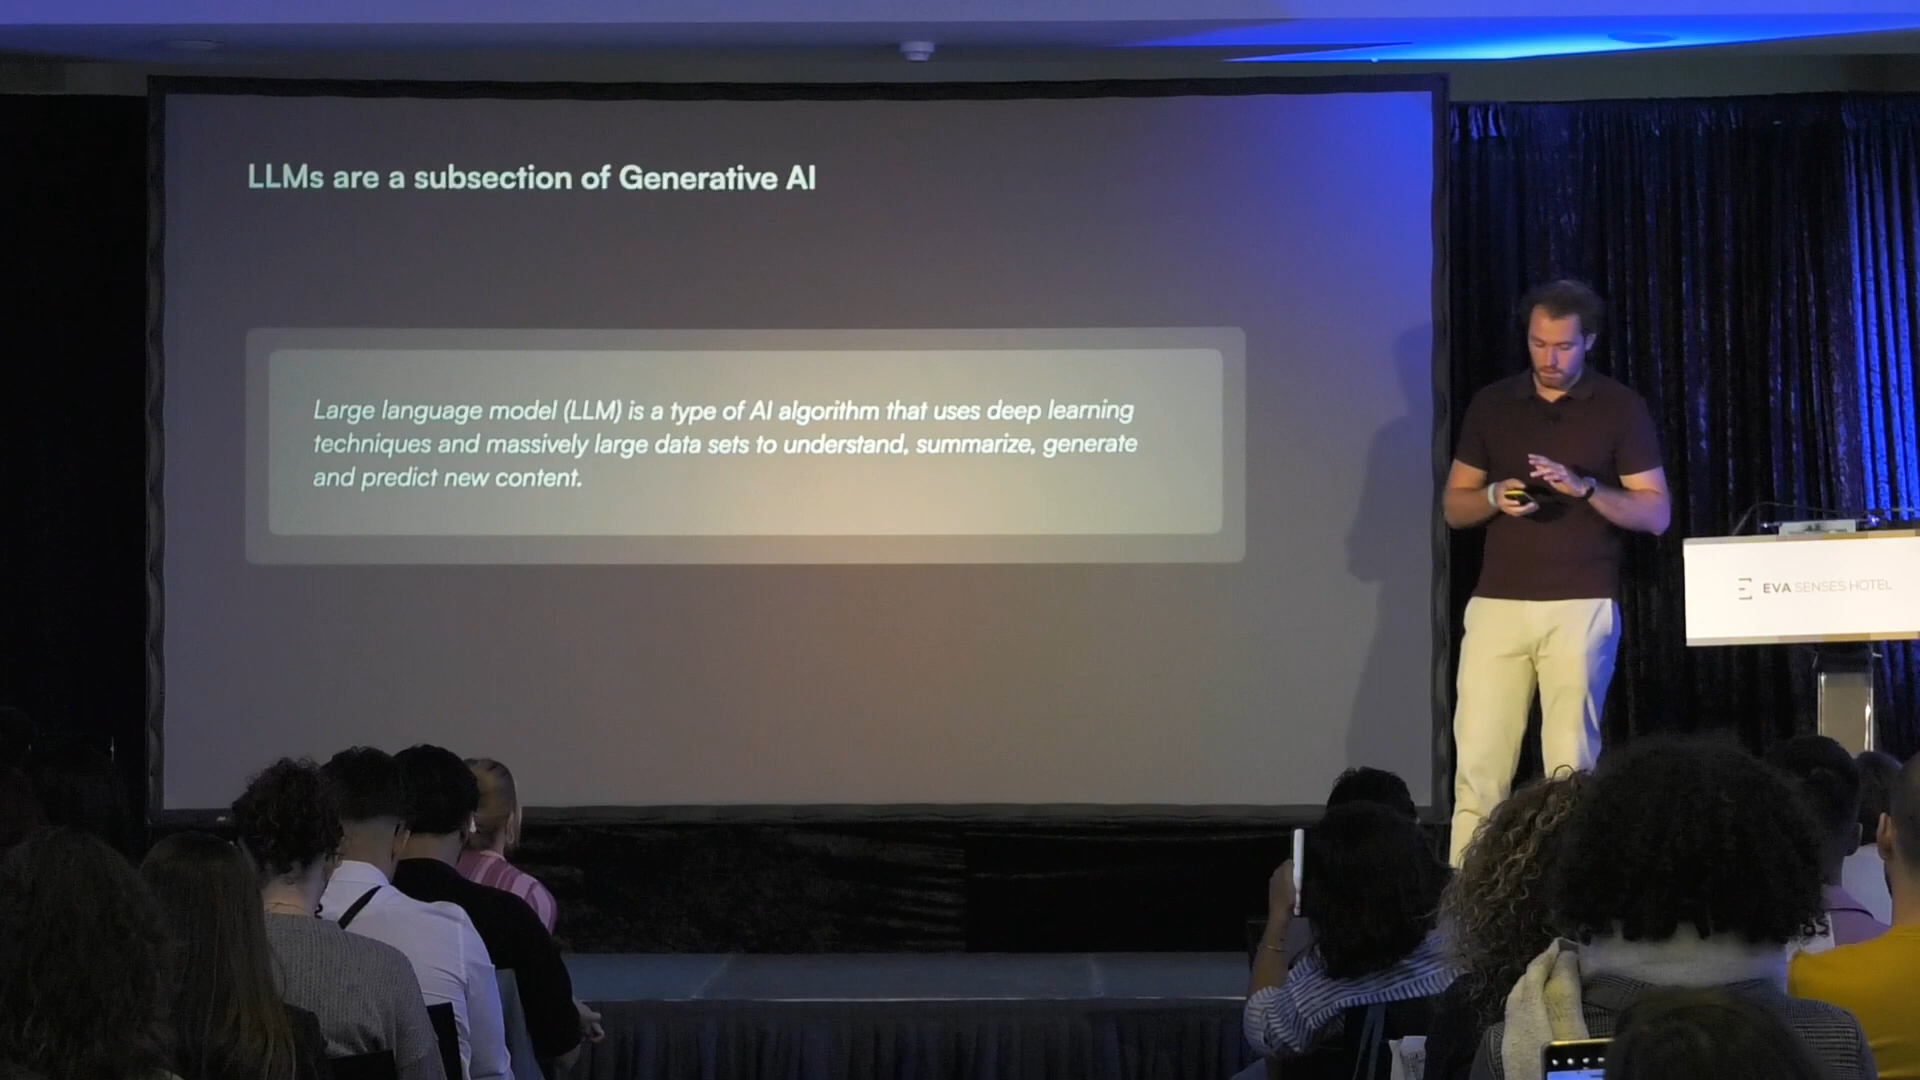 LLMs are a subsection of Generative AI
Large language model (LLM) is a type of AI algorithm that uses deep learning
techniques and massively large data sets to understand, summarize, generate
and predict new content.
EVA SENSES HOTEL